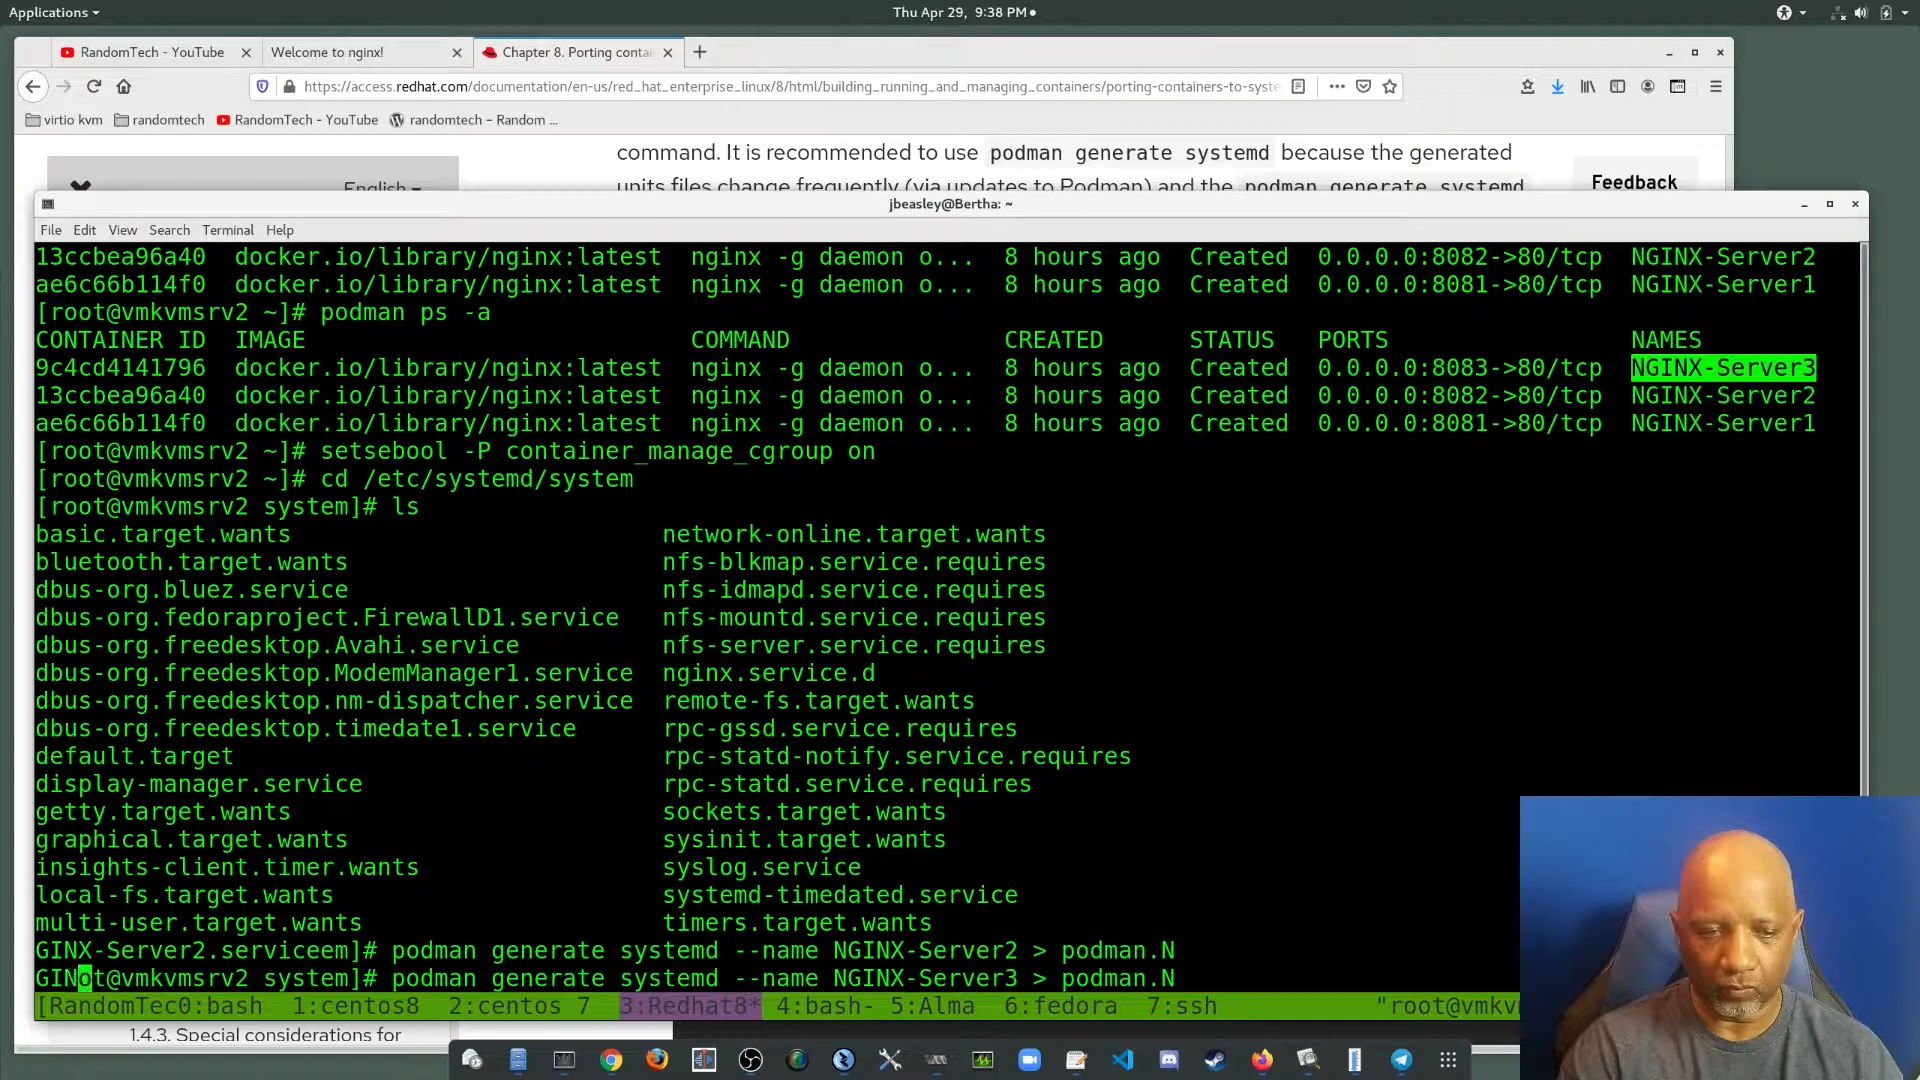 Applications
Thu Apr 29, 9:38 PM
RandomTech - YouTube
Welcome to nginx!
Chapter 8. Porting contai
https://access.redhat.com/documentation/en-us/red_hat_enterprise_linux/8/html/building_running_and_managing_containers/porting-containers-to-syste
virtio kvm
randomtech
RandomTech - YouTube
randomtech – Random ...
command. It is recommended to use podman generate systemd because the generated
units files change frequently (via updates to Podman) and the podman generate systemd
English
Feedback
jbeasley@Bertha: ~
File Edit View Search Terminal Help
13ccbea96a40 docker.io/library/nginx:latest nginx -g daemon o... 8 hours ago Created 0.0.0.0:8082->80/tcp NGINX-Server2
ae6c66b114f0 docker.io/library/nginx:latest nginx -g daemon o... 8 hours ago Created 0.0.0.0:8081->80/tcp NGINX-Server1
[root@vmkvmsrv2 ~]# podman ps -a
CONTAINER ID IMAGE COMMAND CREATED STATUS PORTS NAMES
9c4cd4141796 docker.io/library/nginx:latest nginx -g daemon o... 8 hours ago Created 0.0.0.0:8083->80/tcp NGINX-Server3
13ccbea96a40 docker.io/library/nginx:latest nginx -g daemon o... 8 hours ago Created 0.0.0.0:8082->80/tcp NGINX-Server2
ae6c66b114f0 docker.io/library/nginx:latest nginx -g daemon o... 8 hours ago Created 0.0.0.0:8081->80/tcp NGINX-Server1
[root@vmkvmsrv2 ~]# setsebool -P container_manage_cgroup on
[root@vmkvmsrv2 ~]# cd /etc/systemd/system
[root@vmkvmsrv2 system]# ls
basic.target.wants network-online.target.wants
bluetooth.target.wants nfs-blkmap.service.requires
dbus-org.bluez.service nfs-idmapd.service.requires
dbus-org.fedoraproject.FirewallD1.service nfs-mountd.service.requires
dbus-org.freedesktop.Avahi.service nfs-server.service.requires
dbus-org.freedesktop.ModemManager1.service nginx.service.d
dbus-org.freedesktop.nm-dispatcher.service remote-fs.target.wants
dbus-org.freedesktop.timedate1.service rpc-gssd.service.requires
default.target rpc-statd-notify.service.requires
display-manager.service rpc-statd.service.requires
getty.target.wants sockets.target.wants
graphical.target.wants sysinit.target.wants
insights-client.timer.wants syslog.service
local-fs.target.wants systemd-timedated.service
multi-user.target.wants timers.target.wants
GINX-Server2.serviceem]# podman generate systemd --name NGINX-Server2 > podman.N
GINot@vmkvmsrv2 system]# podman generate systemd --name NGINX-Server3 > podman.N
[RandomTec0:bash 1:centos8 2:centos 7 3:Redhat8* 4:bash- 5:Alma 6:fedora 7:ssh "root@vmkv
1.4.3. Special considerations for